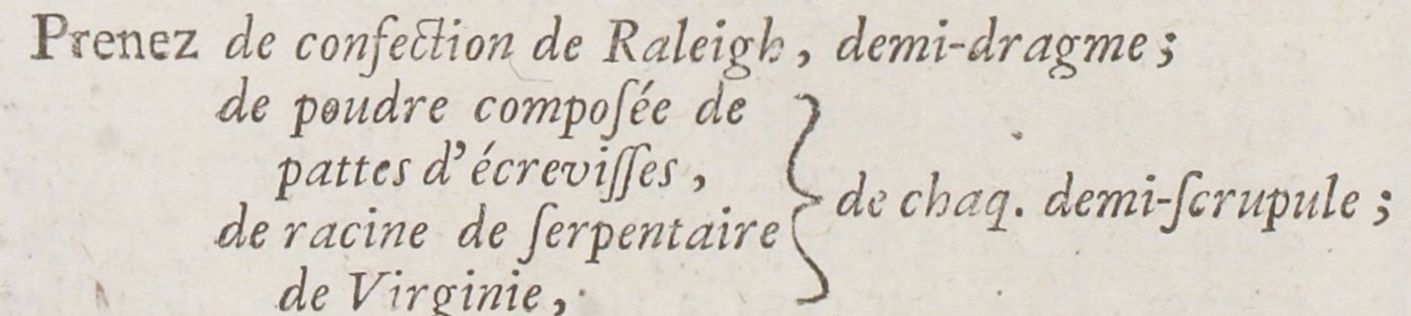 Prenez de confection de Raleigh, demi-dragme;
de poudre compoſée de
pattes d'écreviſſes,
de chaq. demi-ſcrupule;
de racine de ſerpentaire
de Virginie,